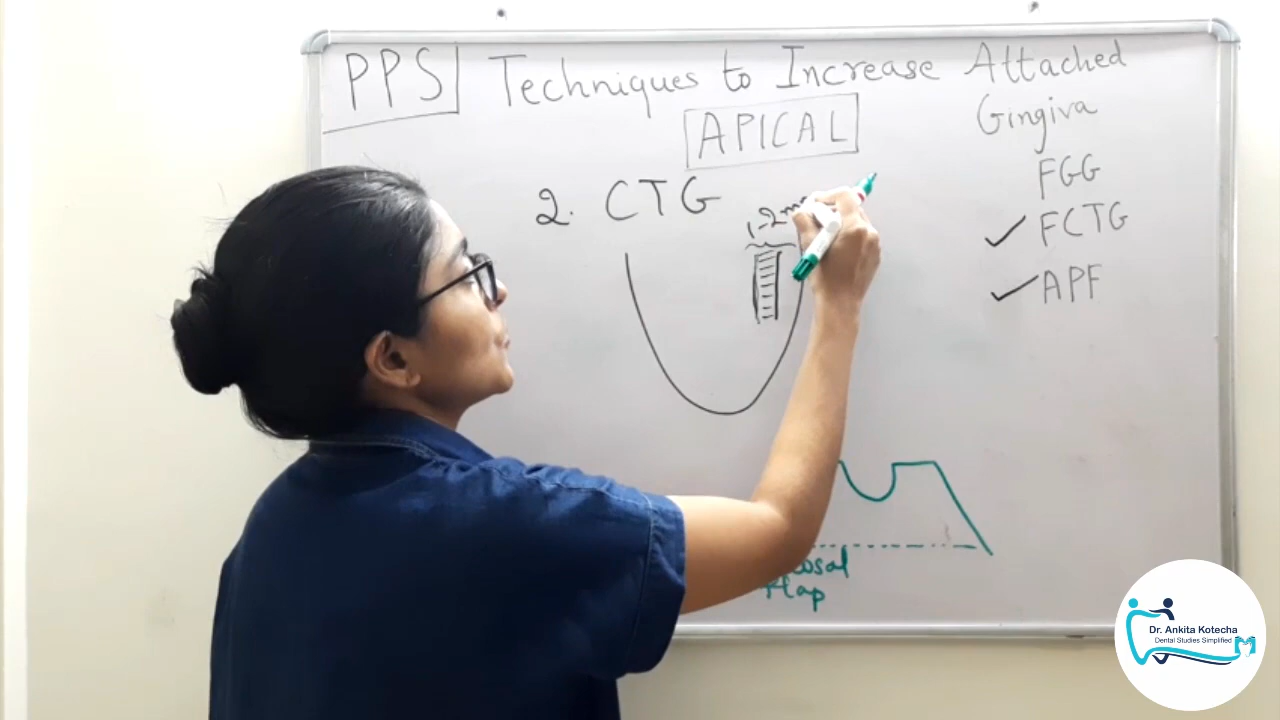 PPS Techniques to Increase Attached
Gingiva
APICAL
FGG
2. CTG
FCTG
APF
Flap
Dr. Ankita Kotecha
Dental Studies Simplified